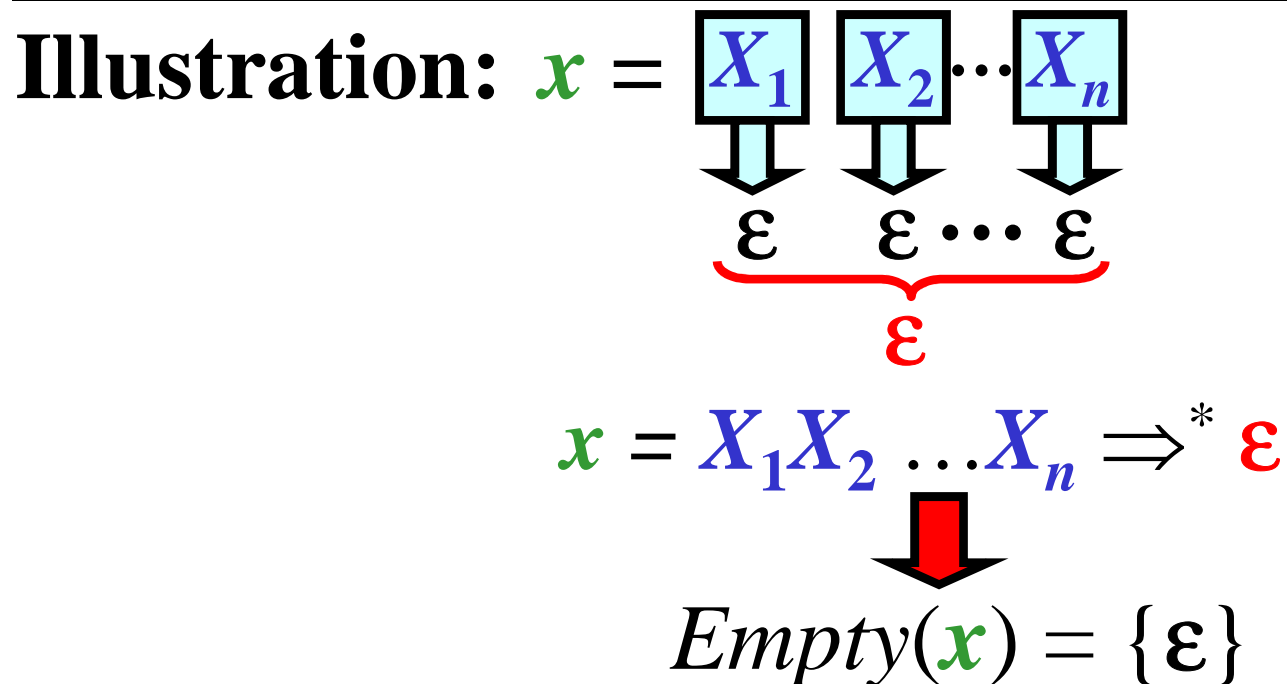 Illustration: x = X₁ X₂ ⋯ Xₙ
ε ε ⋯ ε
ε
x = X₁X₂ …Xₙ ⇒* ε
Empty(x) = {ε}